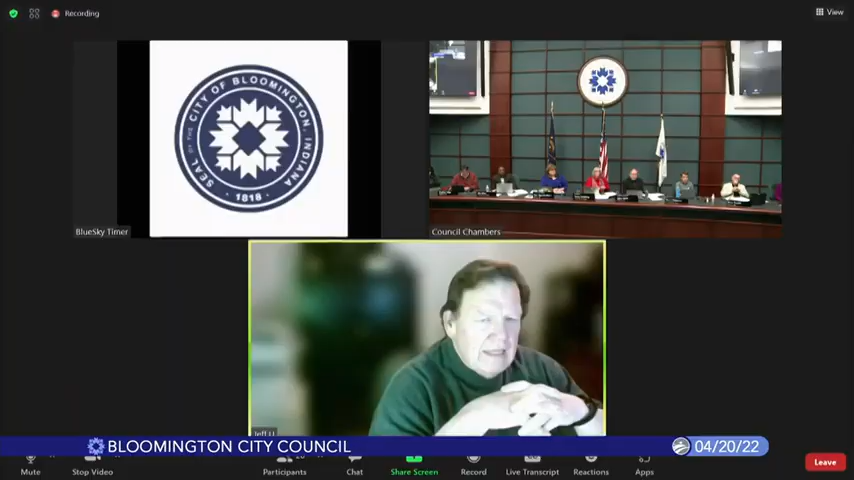 Recording
View
SEAL OF THE CITY OF BLOOMINGTON, INDIANA
· 1818 ·
BlueSky Timer
Council Chambers
BLOOMINGTON CITY COUNCIL
04/20/22
Mute
Stop Video
Participants
Chat
Share Screen
Record
Live Transcript
Reactions
Apps
Leave